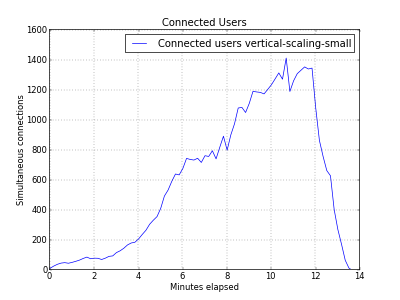 Connected Users
Connected users vertical-scaling-small
1600
1400
1200
1000
800
600
400
200
0
Simultaneous connections
0 2 4 6 8 10 12 14
Minutes elapsed